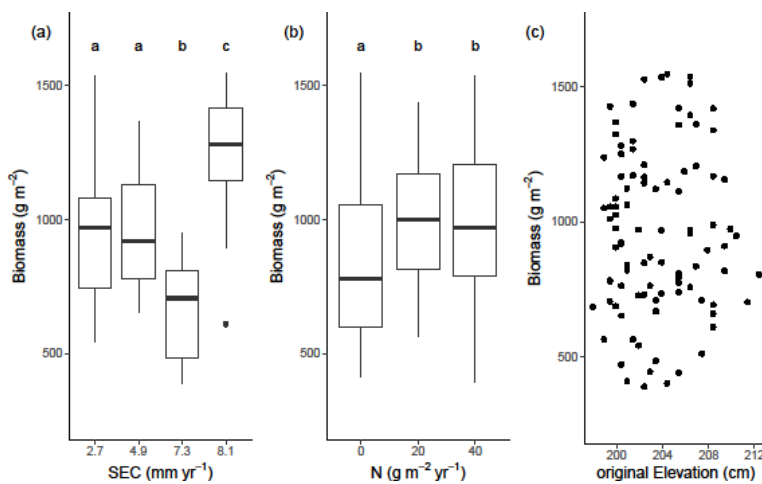 (a)
a a b c
1500
1000
500
Biomass (g m⁻²)
2.7 4.9 7.3 8.1
SEC (mm yr⁻¹)
(b)
a b b
1500
1000
500
Biomass (g m⁻²)
0 20 40
N (g m⁻² yr⁻¹)
(c)
1500
1000
500
Biomass (g m⁻²)
200 204 208 212
original Elevation (cm)